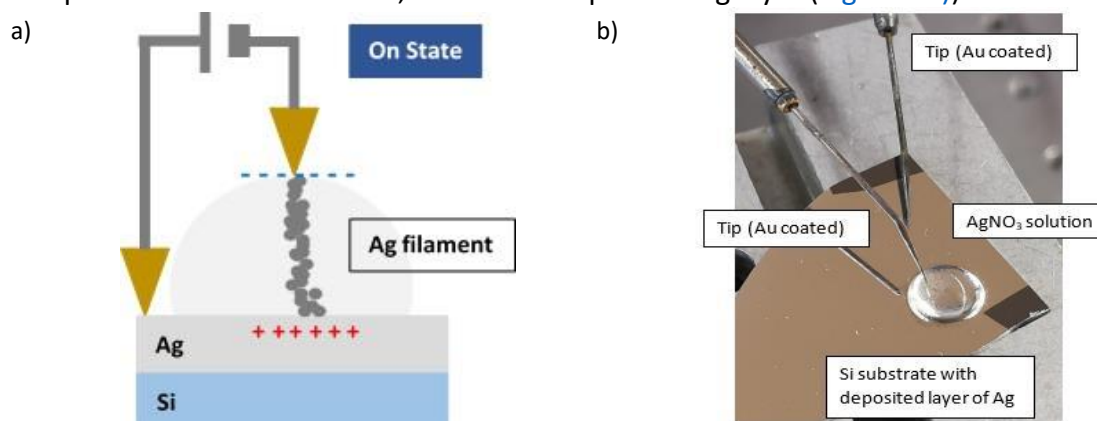 a)
b)
On State
Ag filament
+ + + + + +
Ag
Si
Tip (Au coated)
AgNO₃ solution
Tip (Au coated)
Si substrate with
deposited layer of Ag